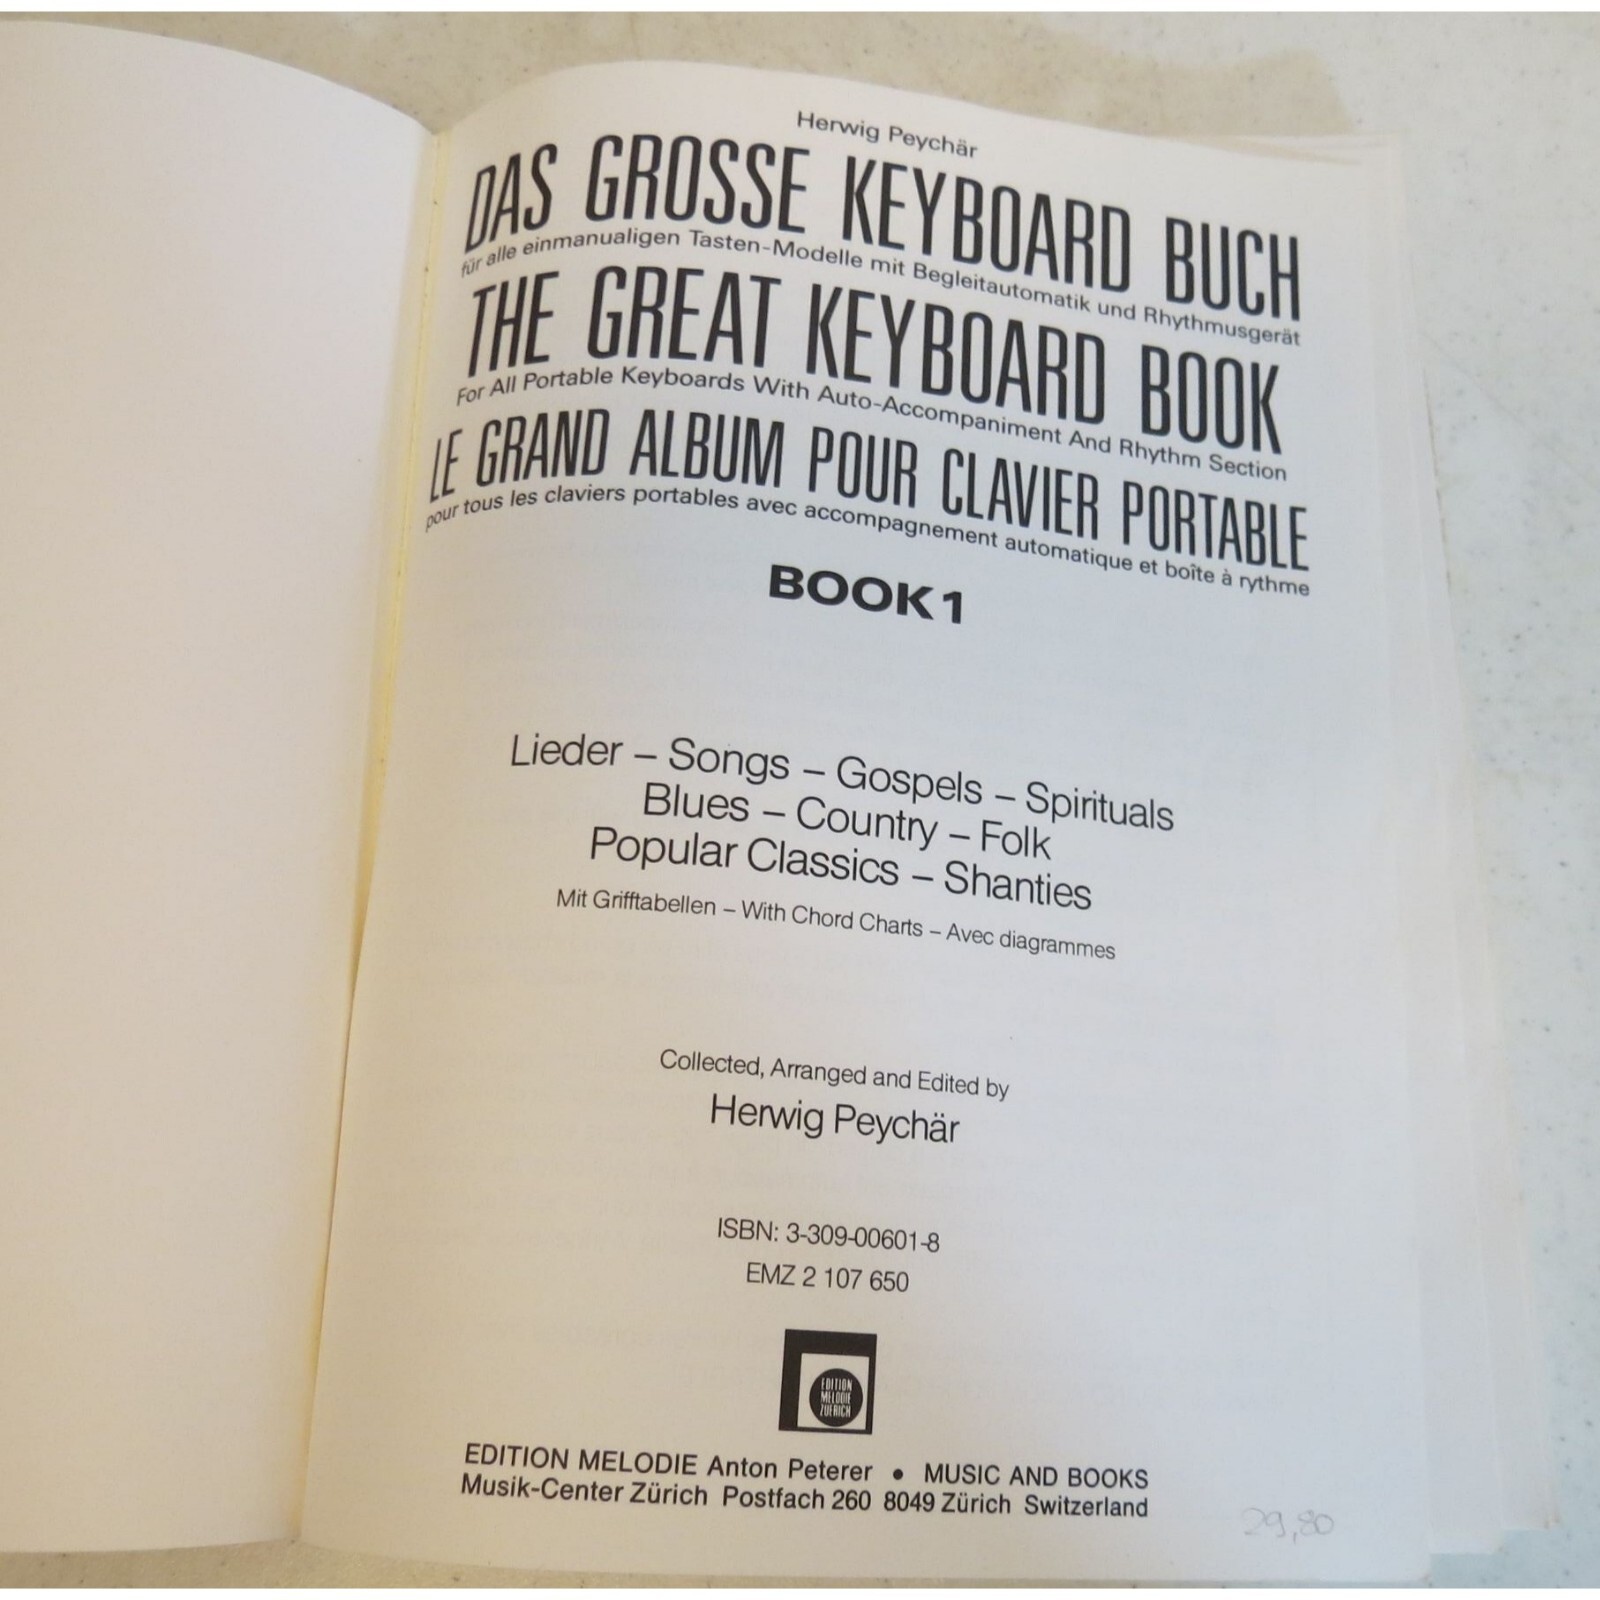 Herwig Peychär
DAS GROSSE KEYBOARD BUCH
für alle einmanualigen Tasten-Modelle mit Begleitautomatik und Rhythmusgerät
THE GREAT KEYBOARD BOOK
For All Portable Keyboards With Auto-Accompaniment And Rhythm Section
LE GRAND ALBUM POUR CLAVIER PORTABLE
pour tous les claviers portables avec accompagnement automatique et boîte à rythme
BOOK 1
Lieder – Songs – Gospels – Spirituals
Blues – Country – Folk
Popular Classics – Shanties
Mit Grifftabellen – With Chord Charts – Avec diagrammes
Collected, Arranged and Edited by
Herwig Peychär
ISBN: 3-309-00601-8
EMZ 2 107 650
EDITION
MELODIE
ZUERICH
EDITION MELODIE Anton Peterer • MUSIC AND BOOKS
Musik-Center Zürich Postfach 260 8049 Zürich Switzerland
29,80